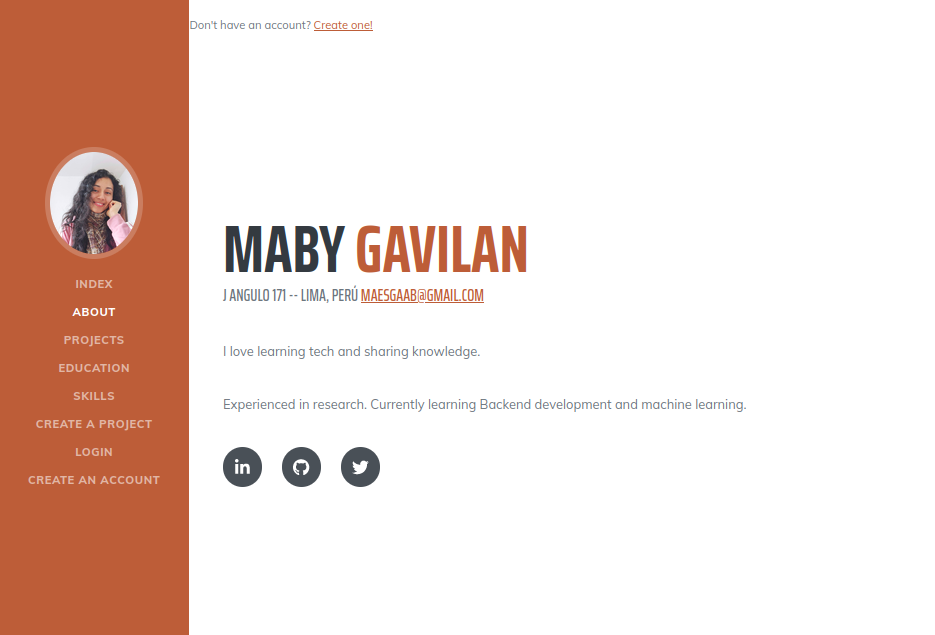 Don't have an account? Create one!
INDEX
ABOUT
PROJECTS
EDUCATION
SKILLS
CREATE A PROJECT
LOGIN
CREATE AN ACCOUNT
MABY GAVILAN
J ANGULO 171 -- LIMA, PERÚ MAESGAAB@GMAIL.COM
I love learning tech and sharing knowledge.
Experienced in research. Currently learning Backend development and machine learning.
in